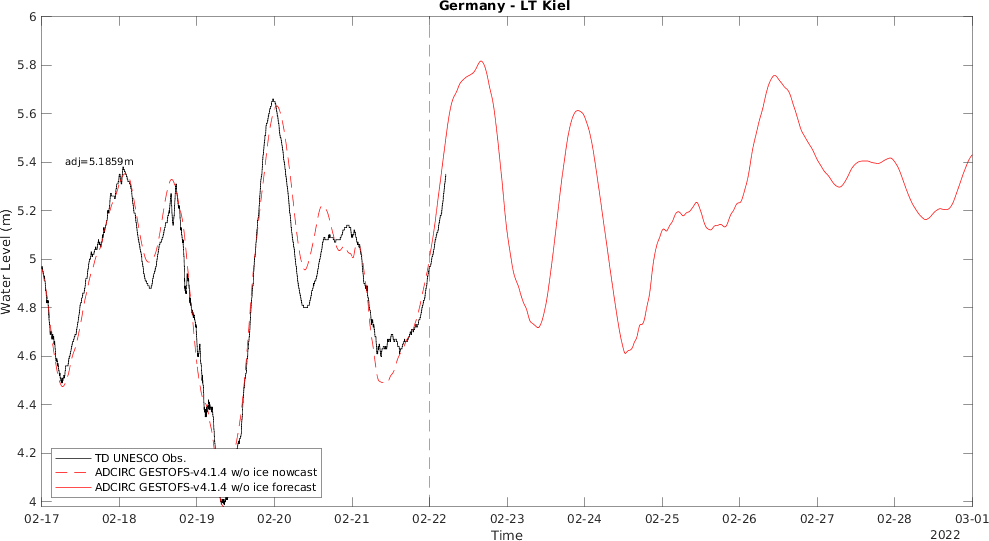 Germany - LT Kiel
Water Level (m)
6
5.8
5.6
5.4
5.2
5
4.8
4.6
4.4
4.2
4
adj=5.1859m
TD UNESCO Obs.
ADCIRC GESTOFS-v4.1.4 w/o ice nowcast
ADCIRC GESTOFS-v4.1.4 w/o ice forecast
02-17 02-18 02-19 02-20 02-21 02-22 02-23 02-24 02-25 02-26 02-27 02-28 03-01
Time
2022